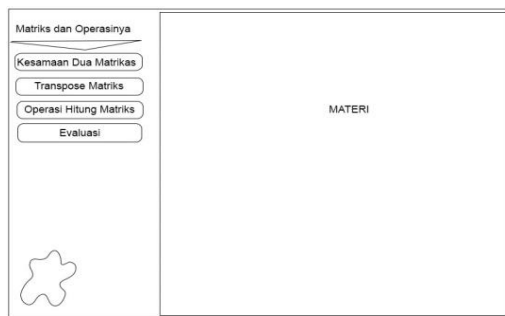 Matriks dan Operasinya
Kesamaan Dua Matrikas
Transpose Matriks
Operasi Hitung Matriks
Evaluasi
MATERI